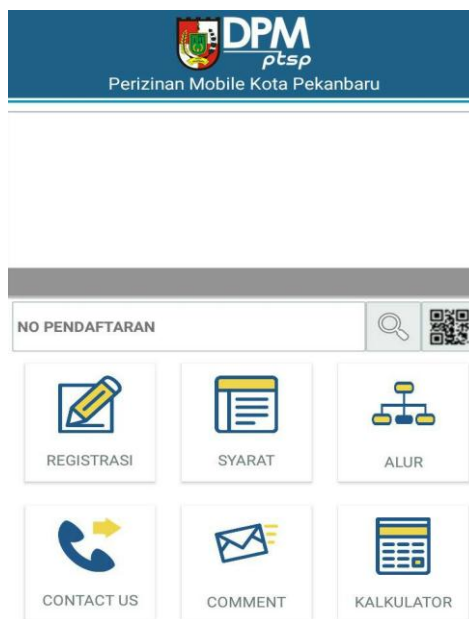 DPM
ptsp
Perizinan Mobile Kota Pekanbaru
NO PENDAFTARAN
REGISTRASI
SYARAT
ALUR
CONTACT US
COMMENT
KALKULATOR